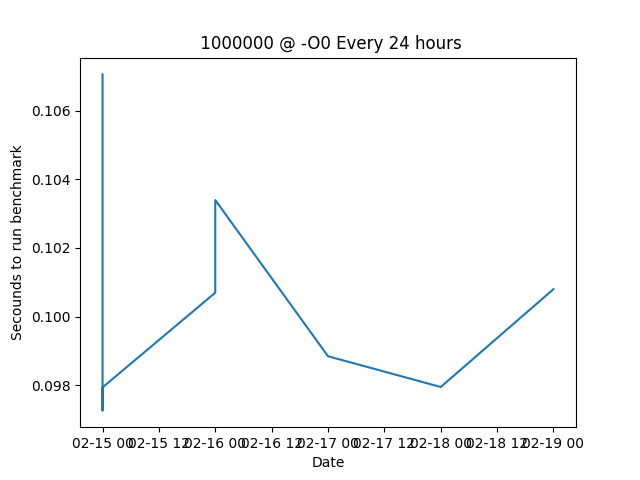 1000000 @ -O0 Every 24 hours
Secounds to run benchmark
0.106
0.104
0.102
0.100
0.098
02-15 00 02-15 12 02-16 00 02-16 12 02-17 00 02-17 12 02-18 00 02-18 12 02-19 00
Date